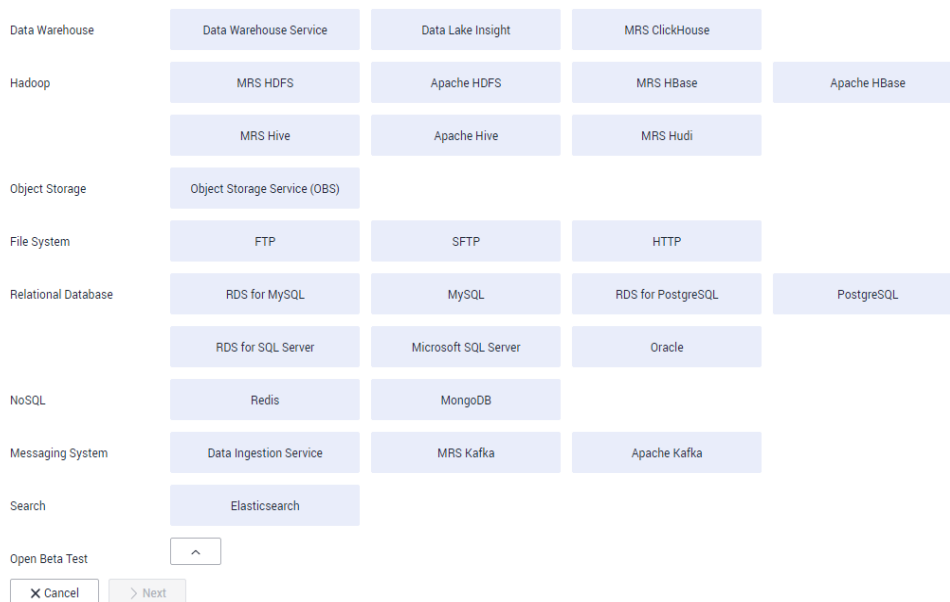 Data Warehouse Data Warehouse Service Data Lake Insight MRS ClickHouse
Hadoop MRS HDFS Apache HDFS MRS HBase Apache HBase
MRS Hive Apache Hive MRS Hudi
Object Storage Object Storage Service (OBS)
File System FTP SFTP HTTP
Relational Database RDS for MySQL MySQL RDS for PostgreSQL PostgreSQL
RDS for SQL Server Microsoft SQL Server Oracle
NoSQL Redis MongoDB
Messaging System Data Ingestion Service MRS Kafka Apache Kafka
Search Elasticsearch
Open Beta Test
Cancel Next